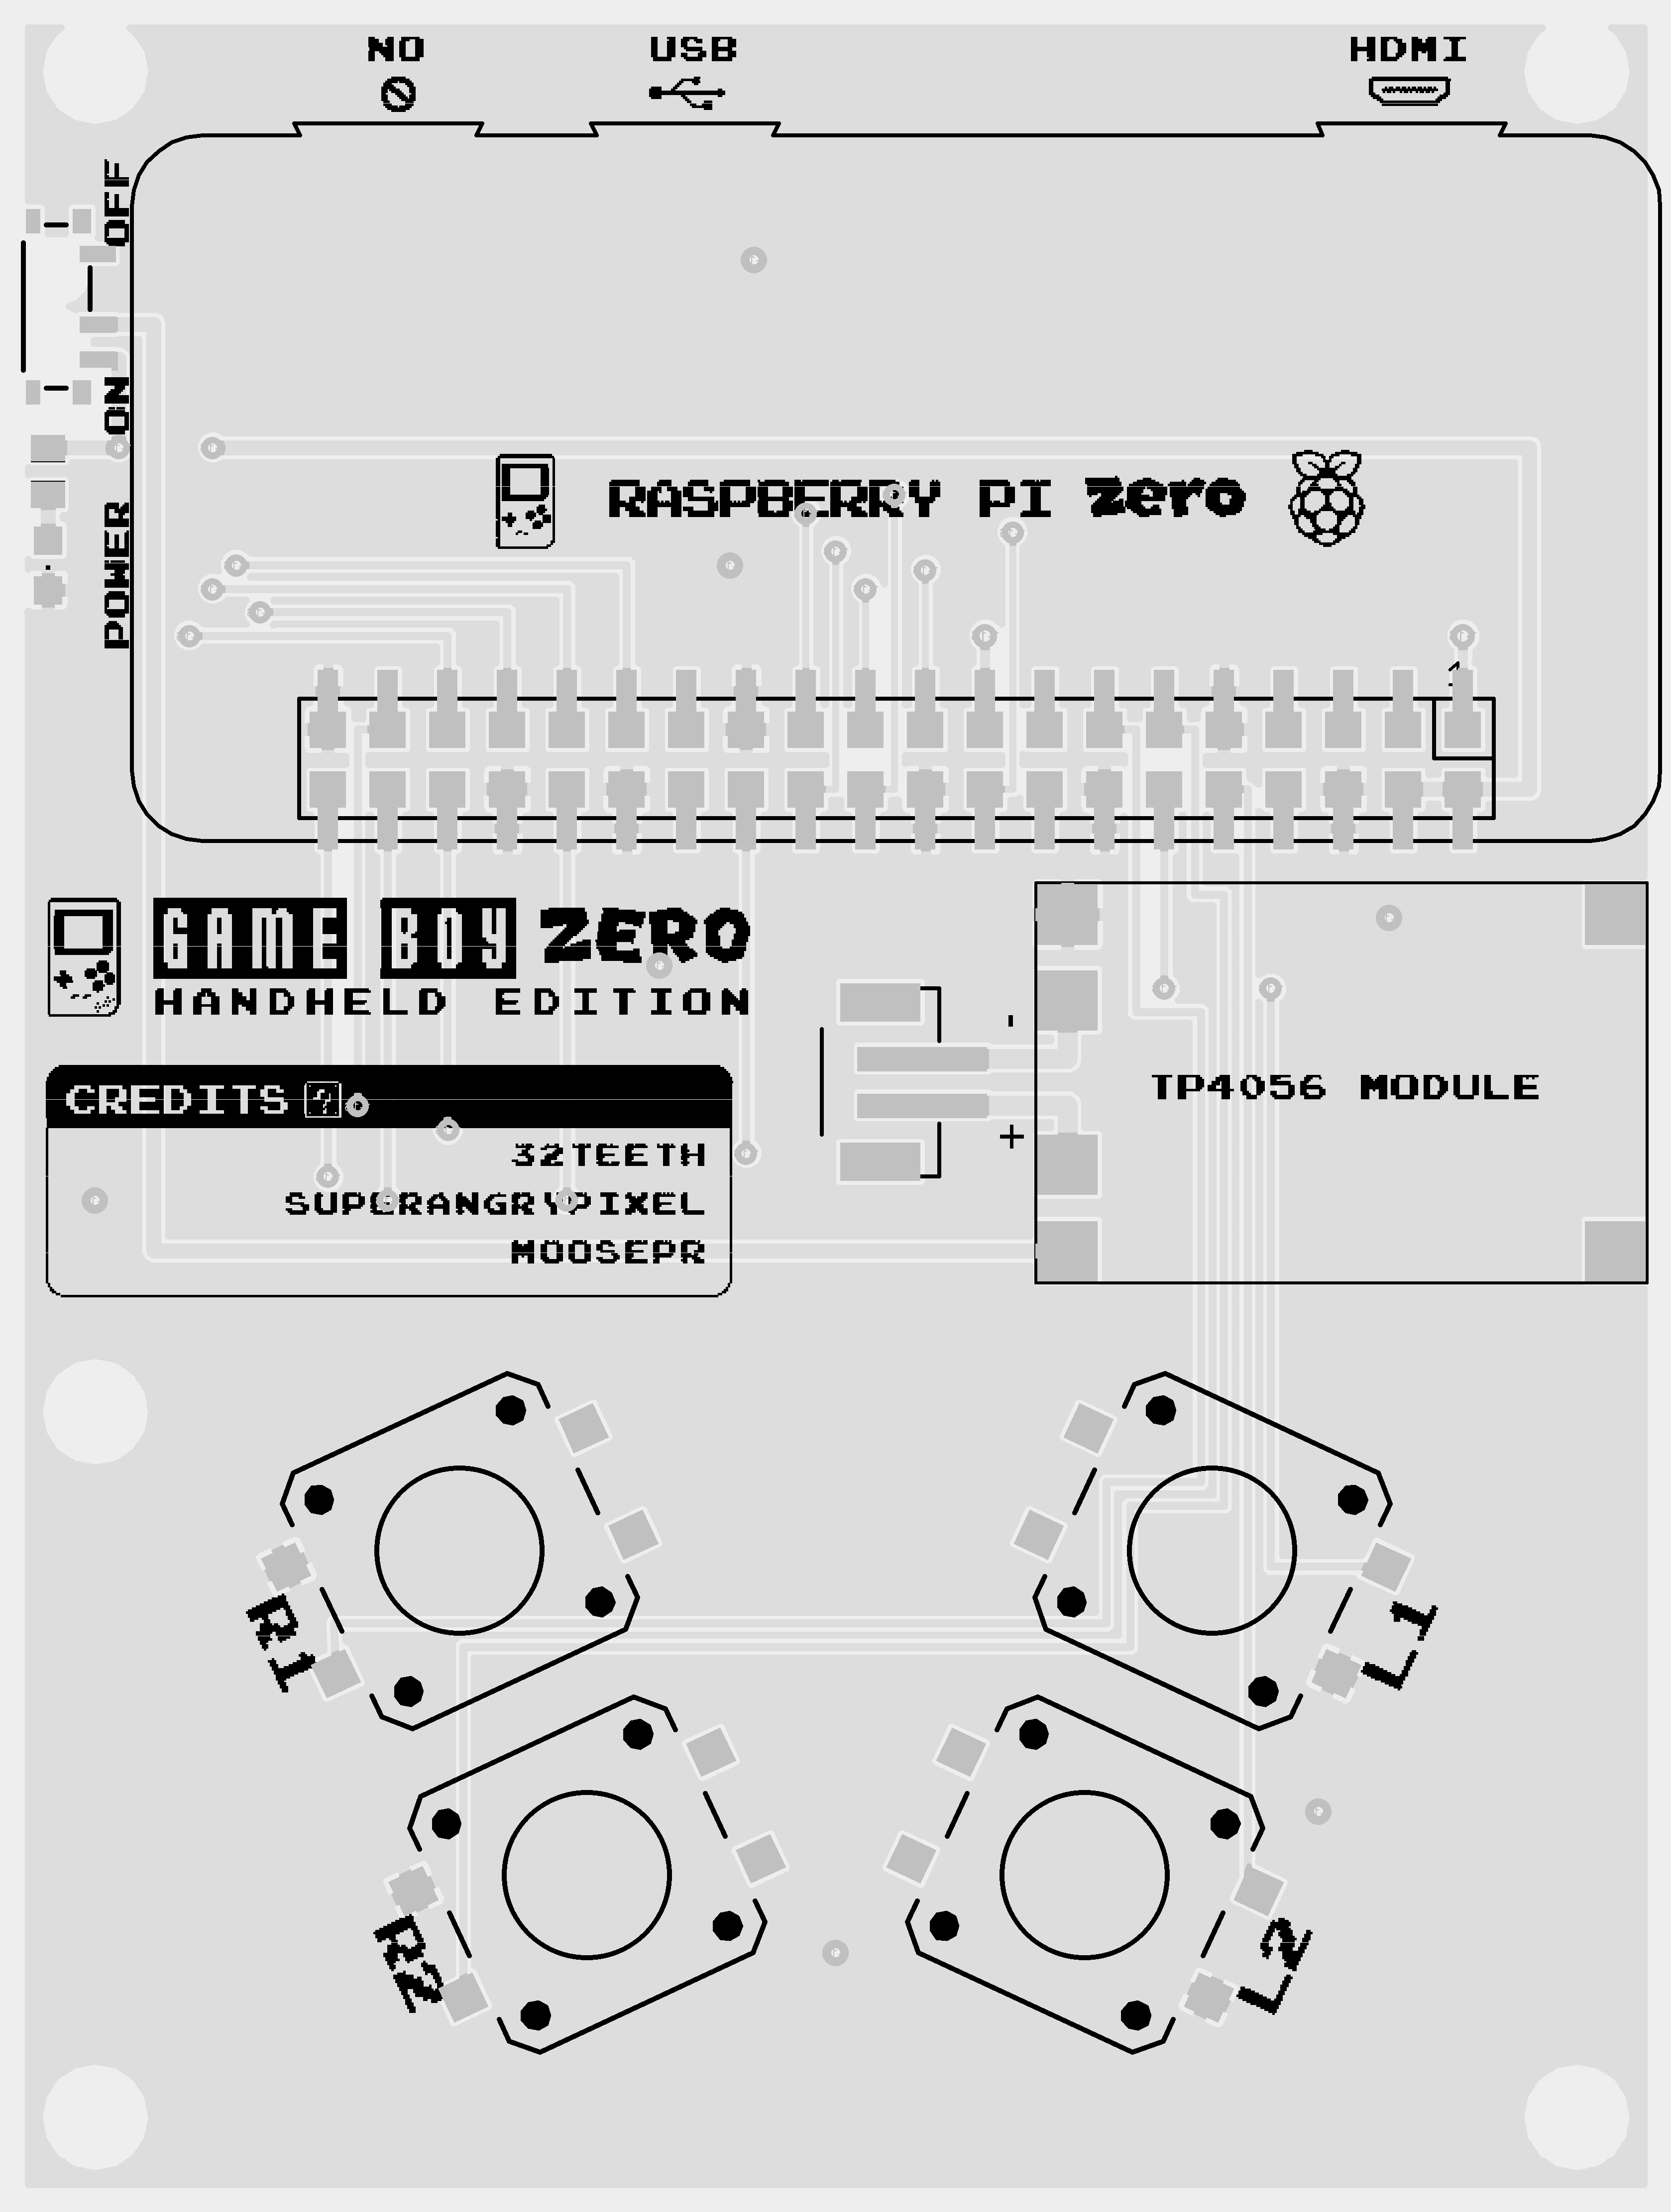 NO USB HDMI
OFF
ON
POWER
RASPBERRY PI zero
1
GAME BOY ZERO
HANDHELD EDITION
-
+
TP4056 MODULE
CREDITS ?
32TEETH
SUPERANGRYPIXEL
MOOSEPR
R1
L1
R2
L2